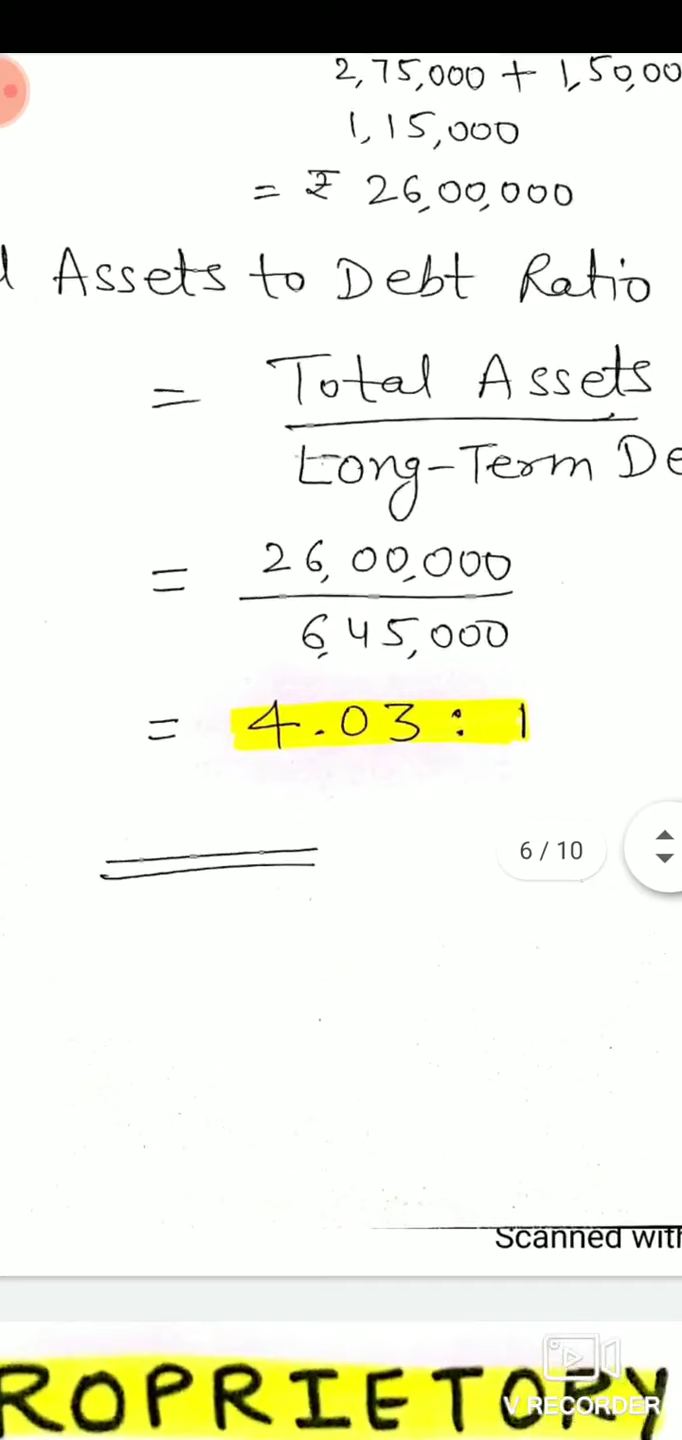 2,75,000 + 1,50,00
1,15,000
= ₹ 26,00,000
l Assets to Debt Ratio
= Total Assets
Long-Term De
= 26,00,000
6,45,000
= 4.03 : 1
6 / 10
Scanned with
ROPRIETORY
V RECORDER